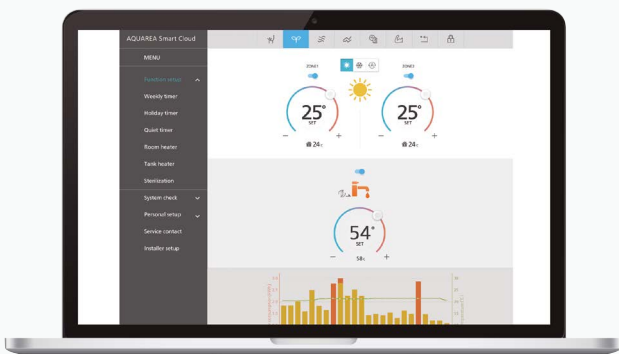 AQUAREA Smart Cloud
MENU
Function setup
Weekly timer
Holiday timer
Quiet timer
Room heater
Tank heater
Sterilization
System check
Personal setup
Service contact
Installer setup
ZONE1
ZONE2
25°
SET
25°
SET
- +
- +
24
24
54°
SET
- +
58